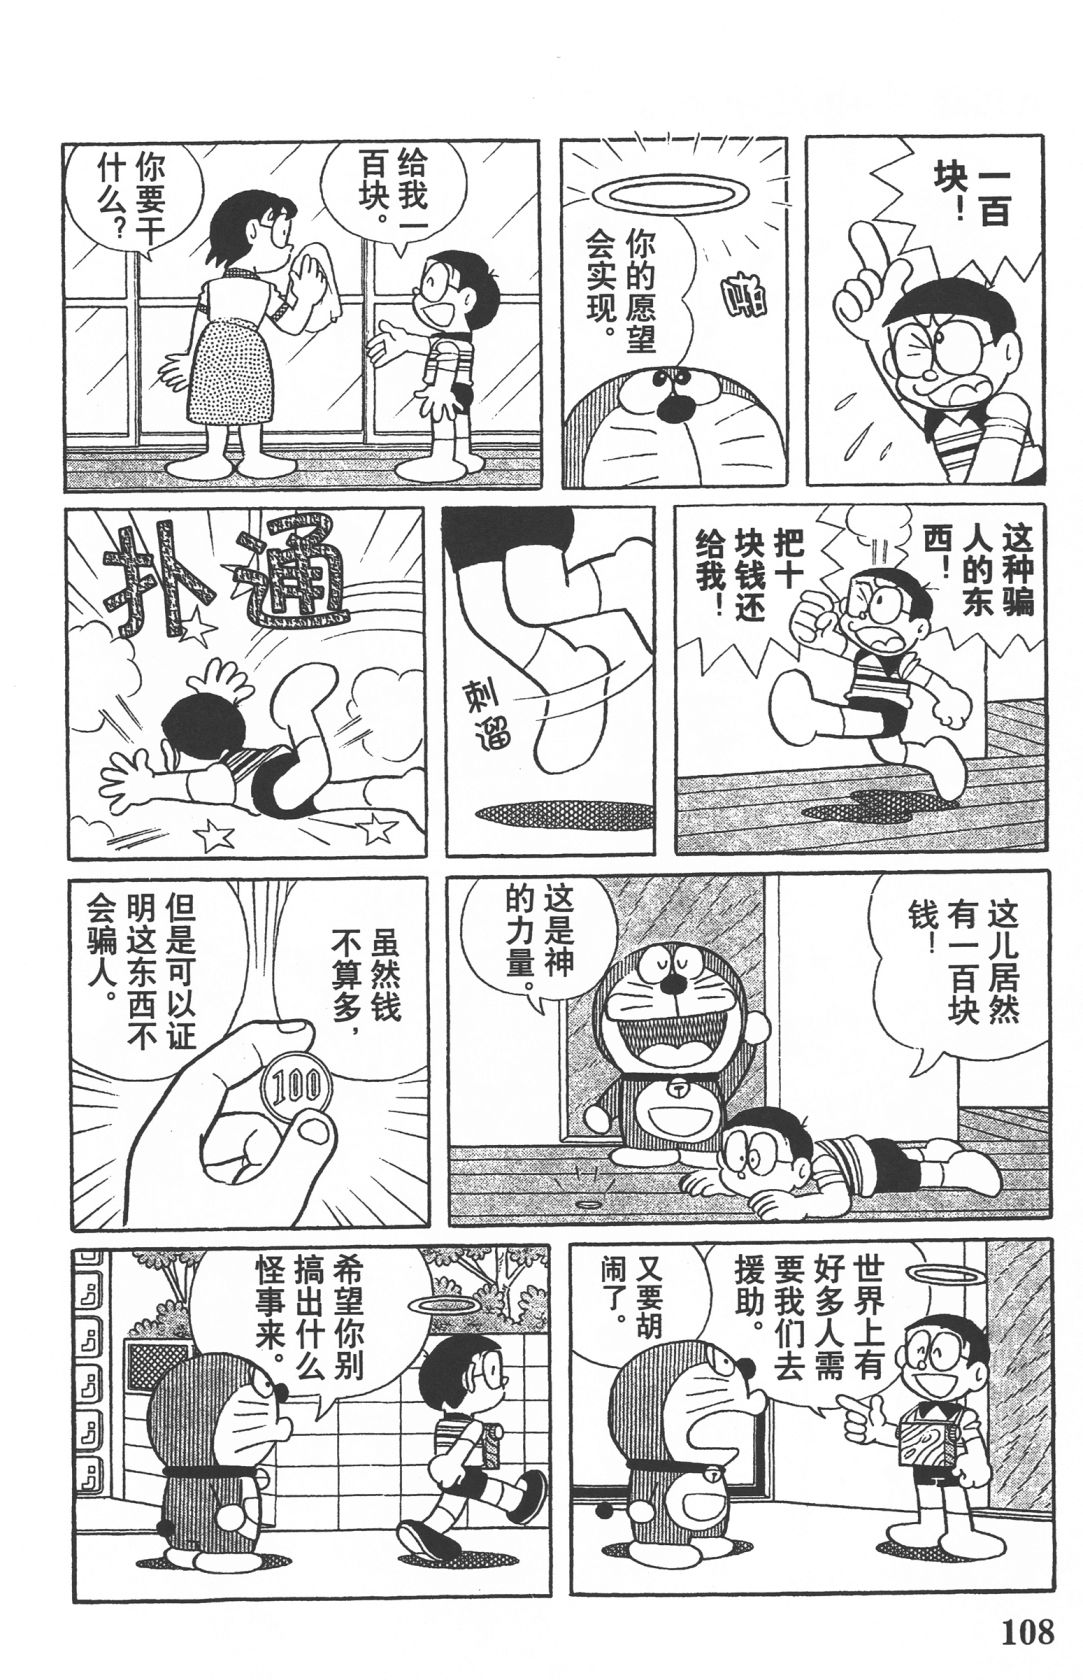 一百
块！
你的愿望
会实现。
给我一
百块。
你要干
什么？
这种骗
人的东
西！
把十
块钱还
给我！
刺
溜
扑通
这儿居然
有一百块
钱！
这是神
的力量。
虽然钱
不算多，
但是可以证
明这东西不
会骗人。
100
世界上有
好多人需
要我们去
援助。
又要胡
闹了。
希望你别
搞出什么
怪事来。
108